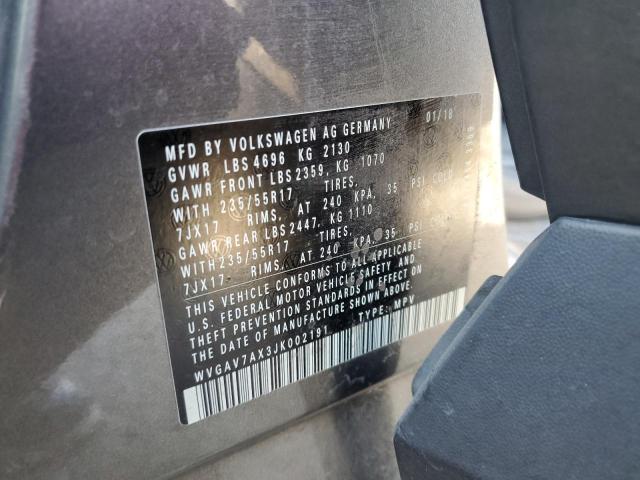 MFD BY VOLKSWAGEN AG GERMANY 01/18
GVWR LBS 4696 KG 2130
GAWR FRONT LBS 2359, KG 1070
WITH 235/55R17 TIRES,
7JX17 RIMS, AT 240 KPA, 35 PSI COLD
GAWR REAR LBS 2447, KG 1110
WITH 235/55R17 TIRES,
7JX17 RIMS, AT 240 KPA, 35 PSI COLD
THIS VEHICLE CONFORMS TO ALL APPLICABLE
U.S. FEDERAL MOTOR VEHICLE SAFETY AND
THEFT PREVENTION STANDARDS IN EFFECT ON
THE DATE OF MANUFACTURE SHOWN ABOVE.
WVGAV7AX3JK002191 TYPE: MPV